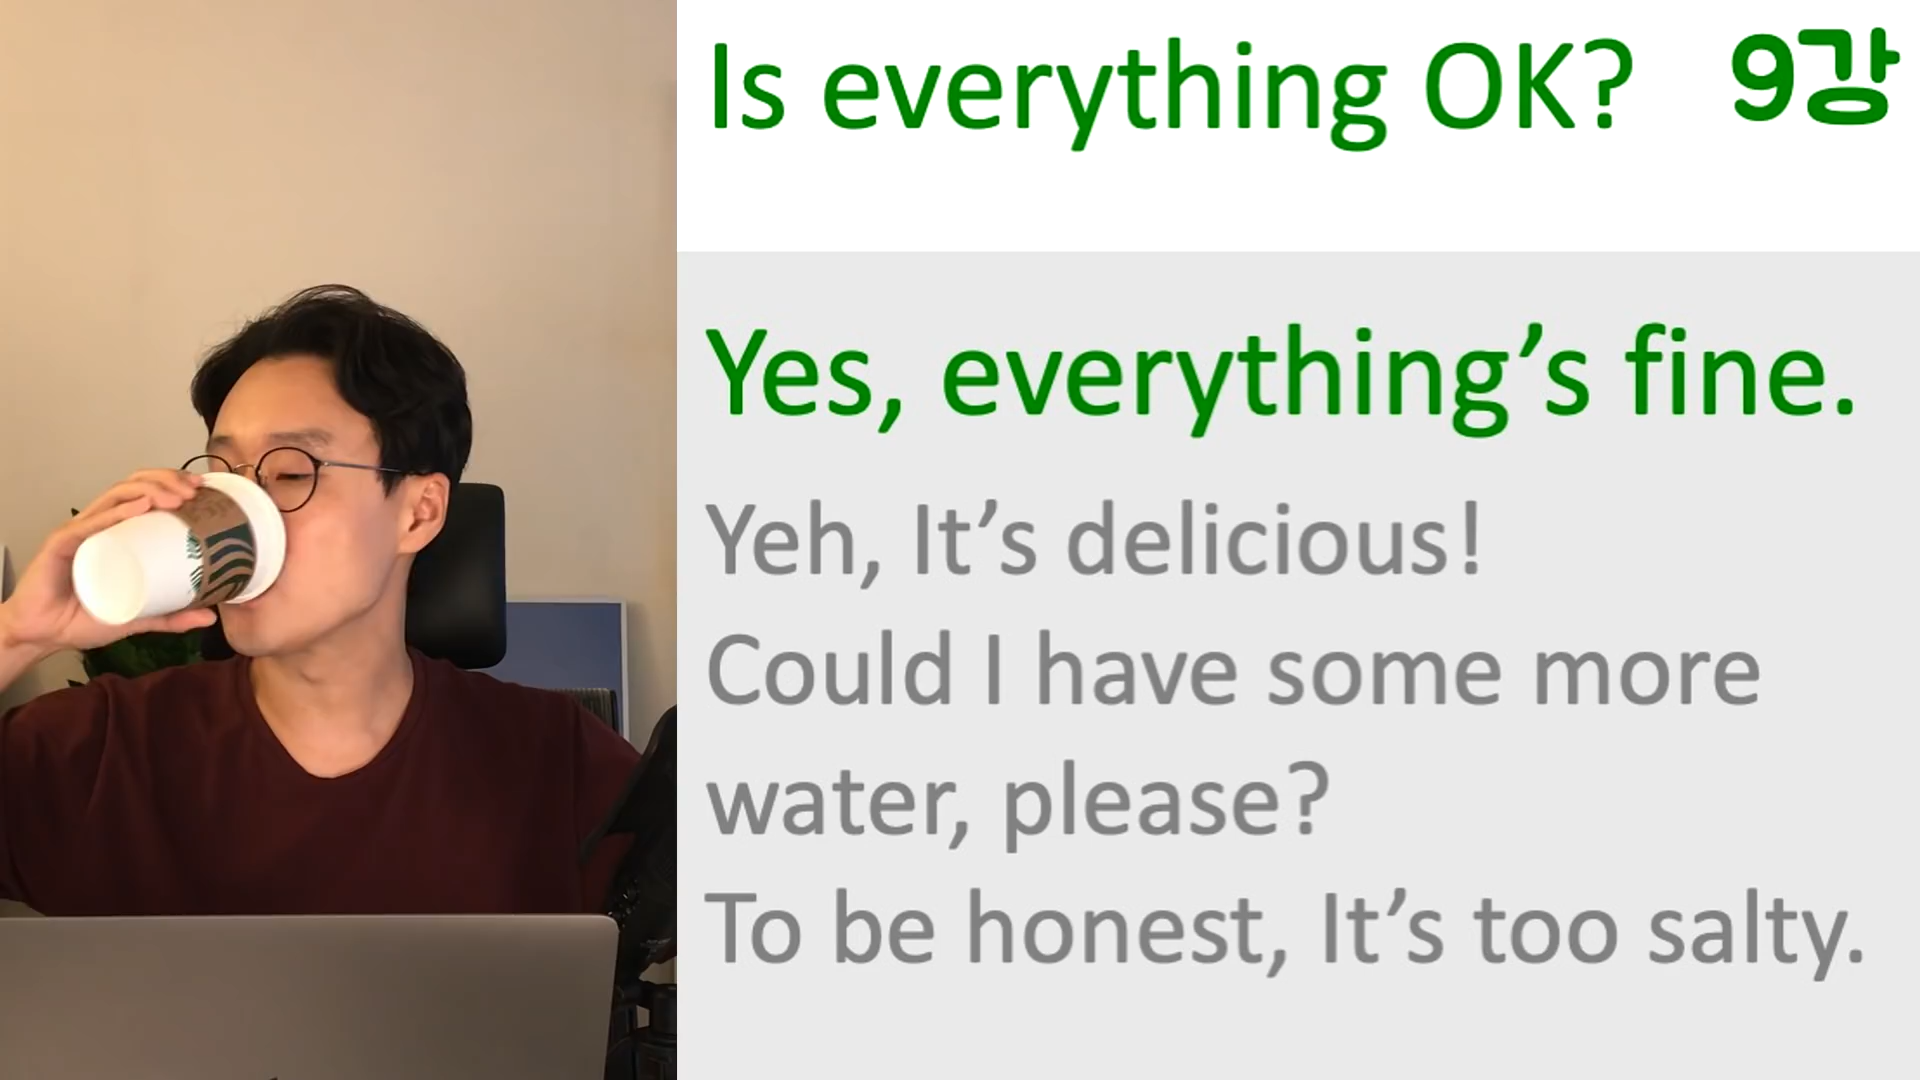 Is everything OK? 9강
Yes, everything’s fine.
Yeh, It’s delicious!
Could I have some more
water, please?
To be honest, It’s too salty.